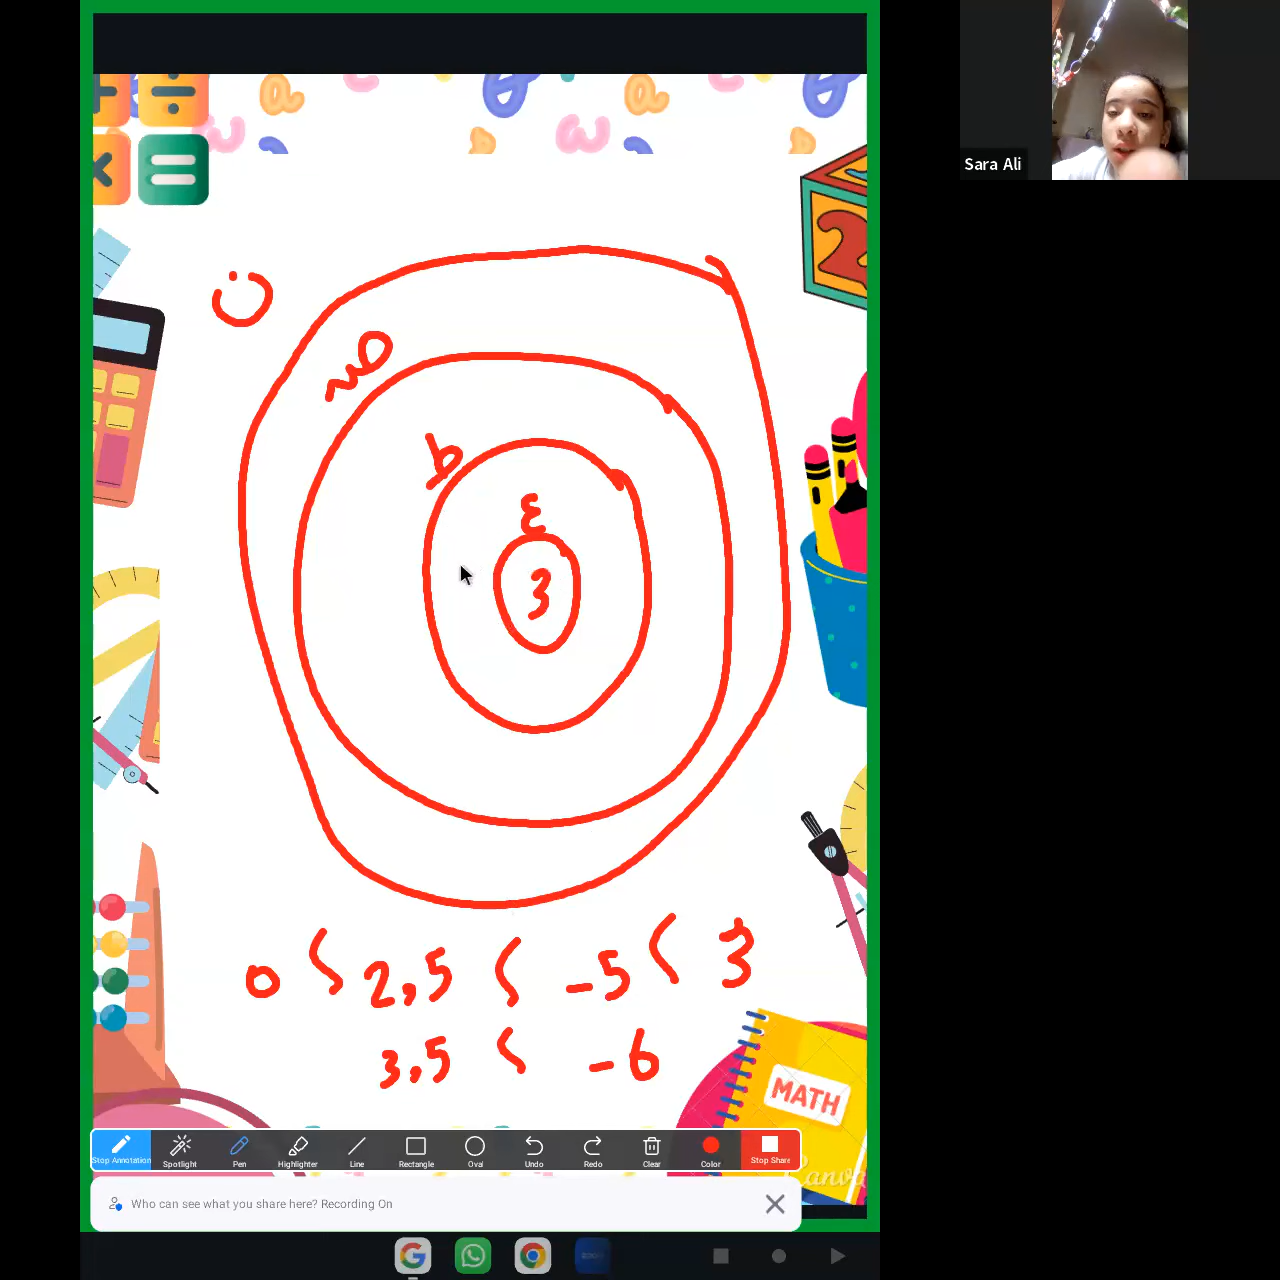 Sara Ali
ن
ص
ط
ع
3
0 < 2,5 < -5 < 3
3,5 < -6
MATH
Stop Annotation Spotlight Pen Highlighter Line Rectangle Oval Undo Redo Clear Color Stop Share
Who can see what you share here? Recording On